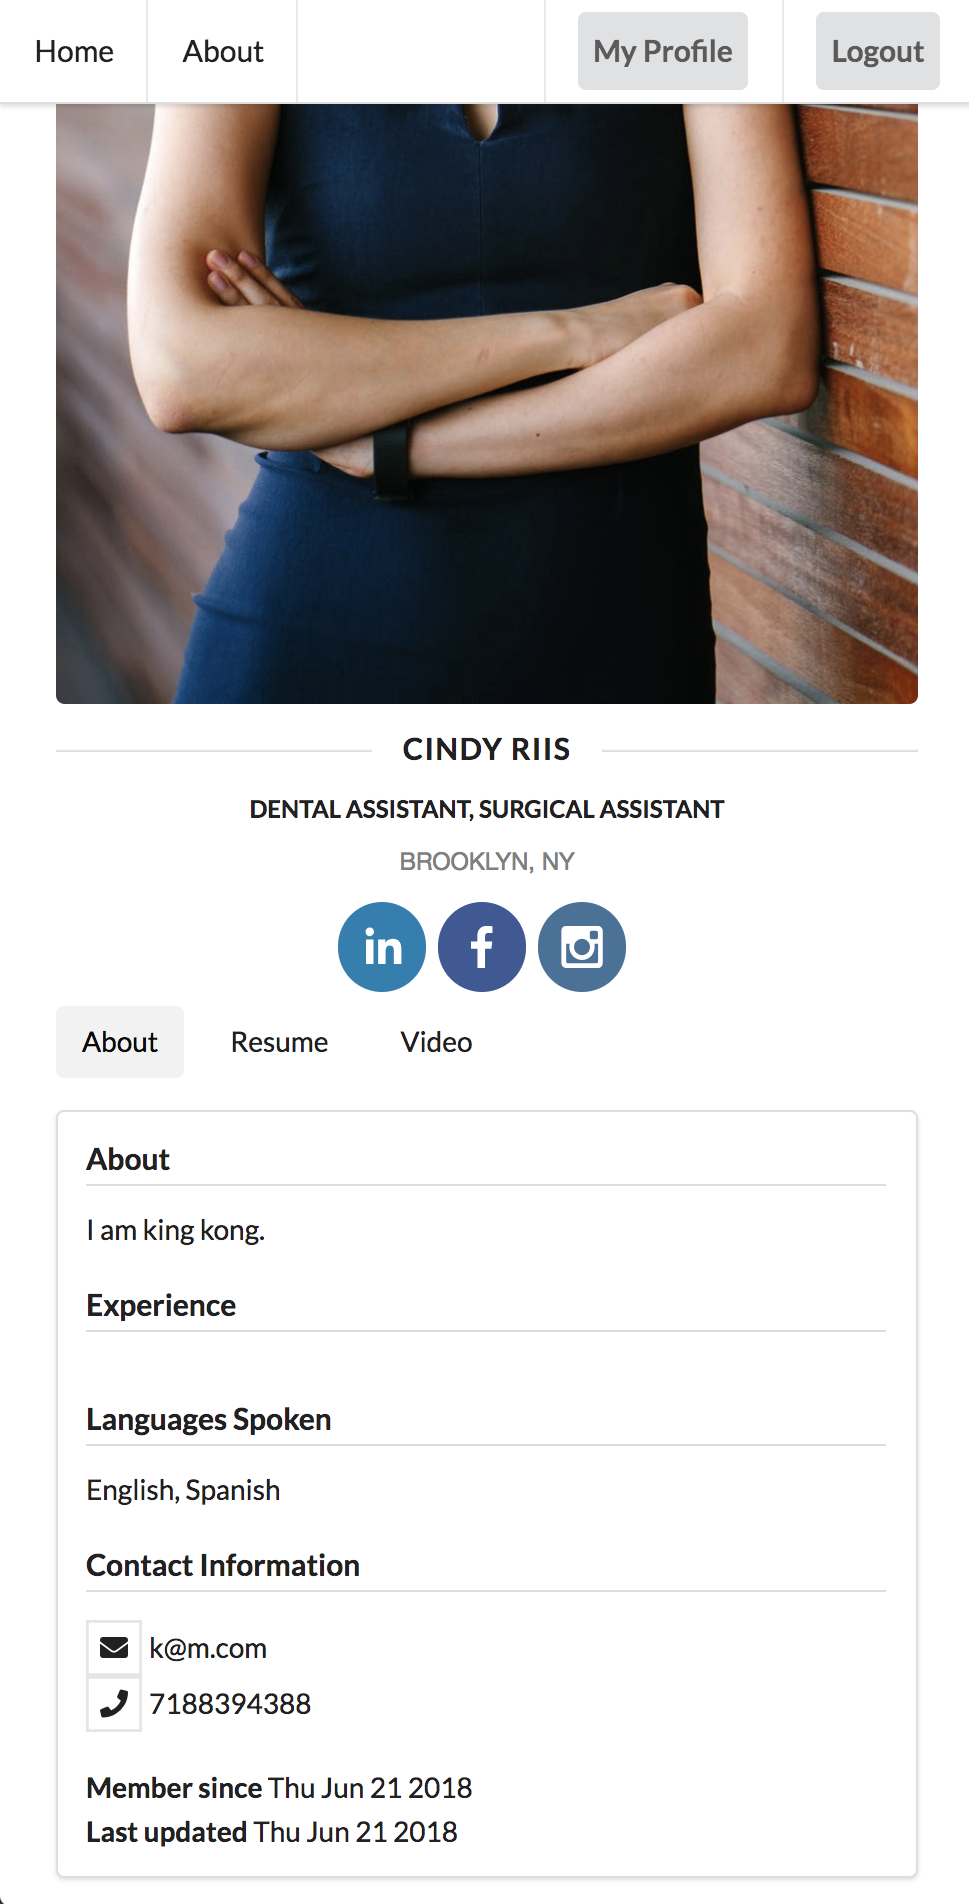 Home About My Profile Logout
CINDY RIIS
DENTAL ASSISTANT, SURGICAL ASSISTANT
BROOKLYN, NY
in f
About Resume Video
About
I am king kong.
Experience
Languages Spoken
English, Spanish
Contact Information
k@m.com
7188394388
Member since Thu Jun 21 2018
Last updated Thu Jun 21 2018